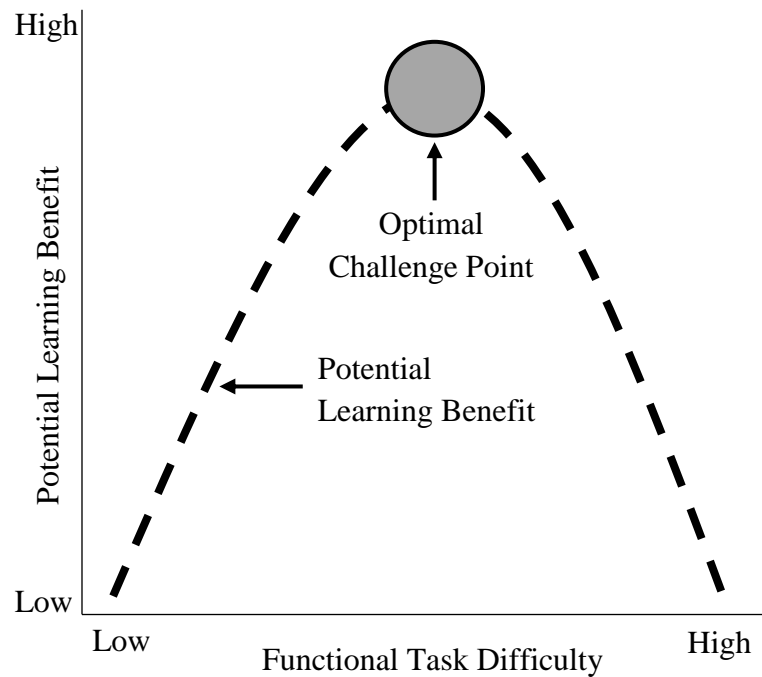 High
Potential Learning Benefit
Optimal
Challenge Point
Potential
Learning Benefit
Low
Low
High
Functional Task Difficulty